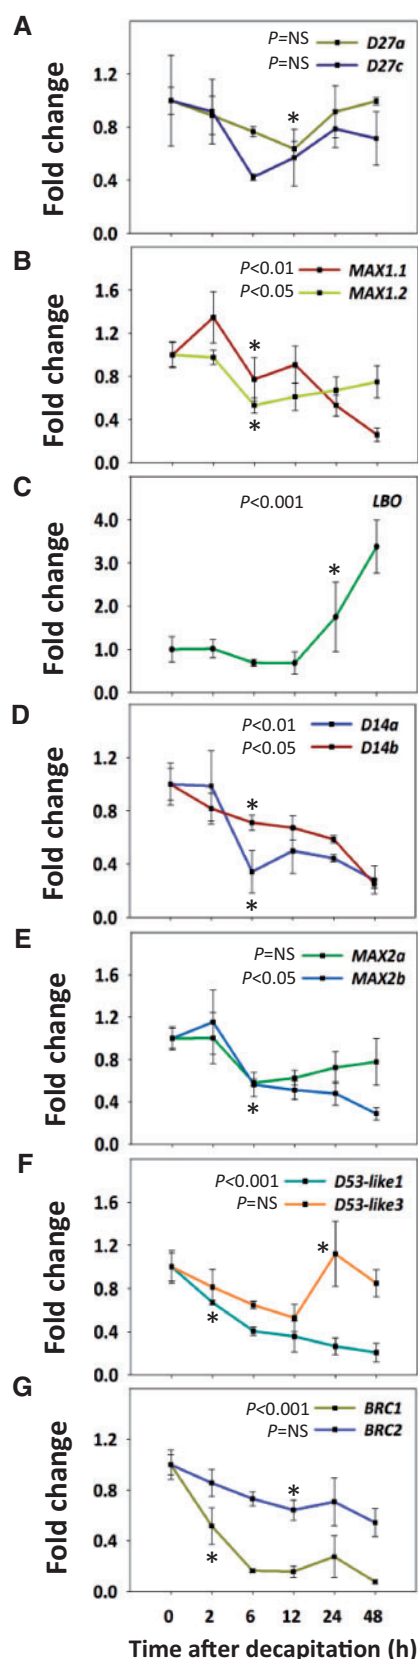 A
P=NS D27a
P=NS D27c
1.2
0.8
0.4
0.0
Fold change
*
B
P<0.01 MAX1.1
P<0.05 MAX1.2
1.6
1.2
0.8
0.4
0.0
Fold change
*
*
C
P<0.001 LBO
4.0
3.0
2.0
1.0
0.0
Fold change
*
D
P<0.01 D14a
P<0.05 D14b
1.2
0.8
0.4
0.0
Fold change
*
*
E
P=NS MAX2a
P<0.05 MAX2b
1.6
1.2
0.8
0.4
0.0
Fold change
*
F
P<0.001 D53-like1
P=NS D53-like3
1.6
1.2
0.8
0.4
0.0
Fold change
*
*
G
P<0.001 BRC1
P=NS BRC2
1.2
0.8
0.4
0.0
Fold change
*
*
0 2 6 12 24 48
Time after decapitation (h)